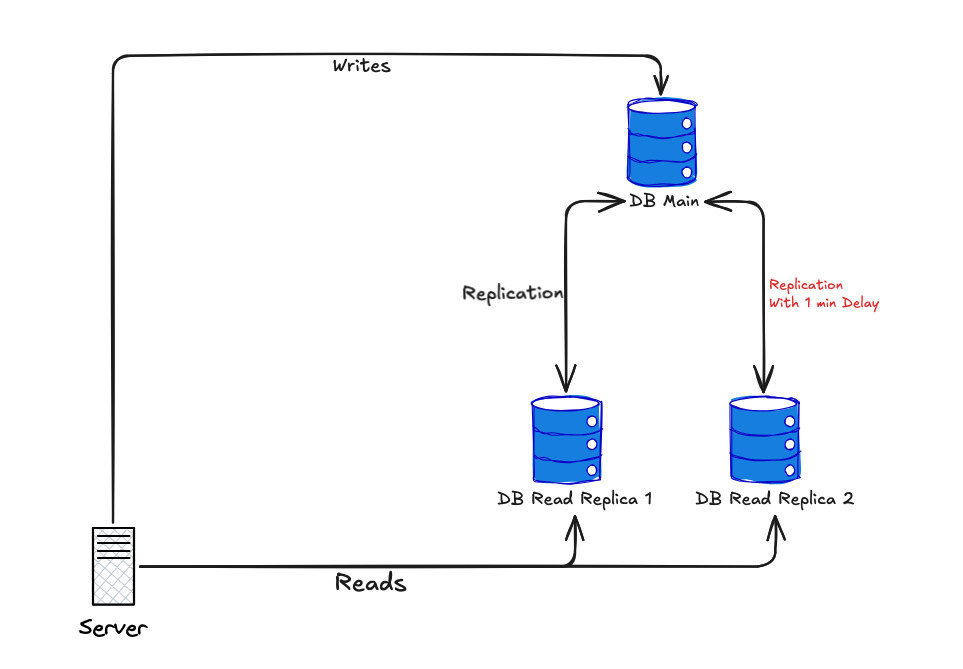 Writes
DB Main
Replication
Replication
With 1 min Delay
DB Read Replica 1
DB Read Replica 2
Reads
Server